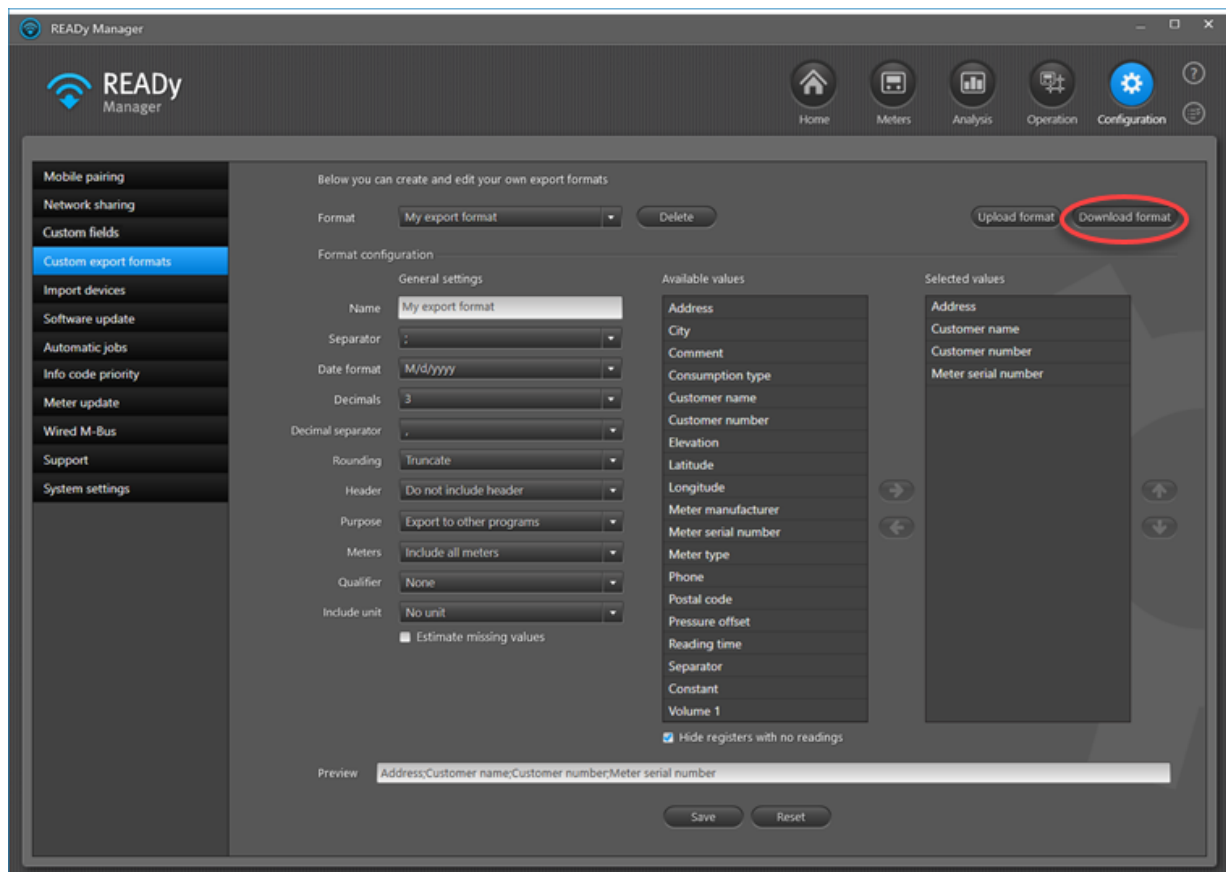 READy Manager
READy
Manager
Home
Meters
Analysis
Operation
Configuration
?
Mobile pairing
Network sharing
Custom fields
Custom export formats
Import devices
Software update
Automatic jobs
Info code priority
Meter update
Wired M-Bus
Support
System settings
Below you can create and edit your own export formats
Format My export format Delete Upload format Download format
Format configuration
General settings
Name My export format
Separator ;
Date format M/d/yyyy
Decimals 3
Decimal separator ,
Rounding Truncate
Header Do not include header
Purpose Export to other programs
Meters Include all meters
Qualifier None
Include unit No unit
Estimate missing values
Available values
Address
City
Comment
Consumption type
Customer name
Customer number
Elevation
Latitude
Longitude
Meter manufacturer
Meter serial number
Meter type
Phone
Postal code
Pressure offset
Reading time
Separator
Constant
Volume 1
Hide registers with no readings
Selected values
Address
Customer name
Customer number
Meter serial number
Preview Address;Customer name;Customer number;Meter serial number
Save Reset